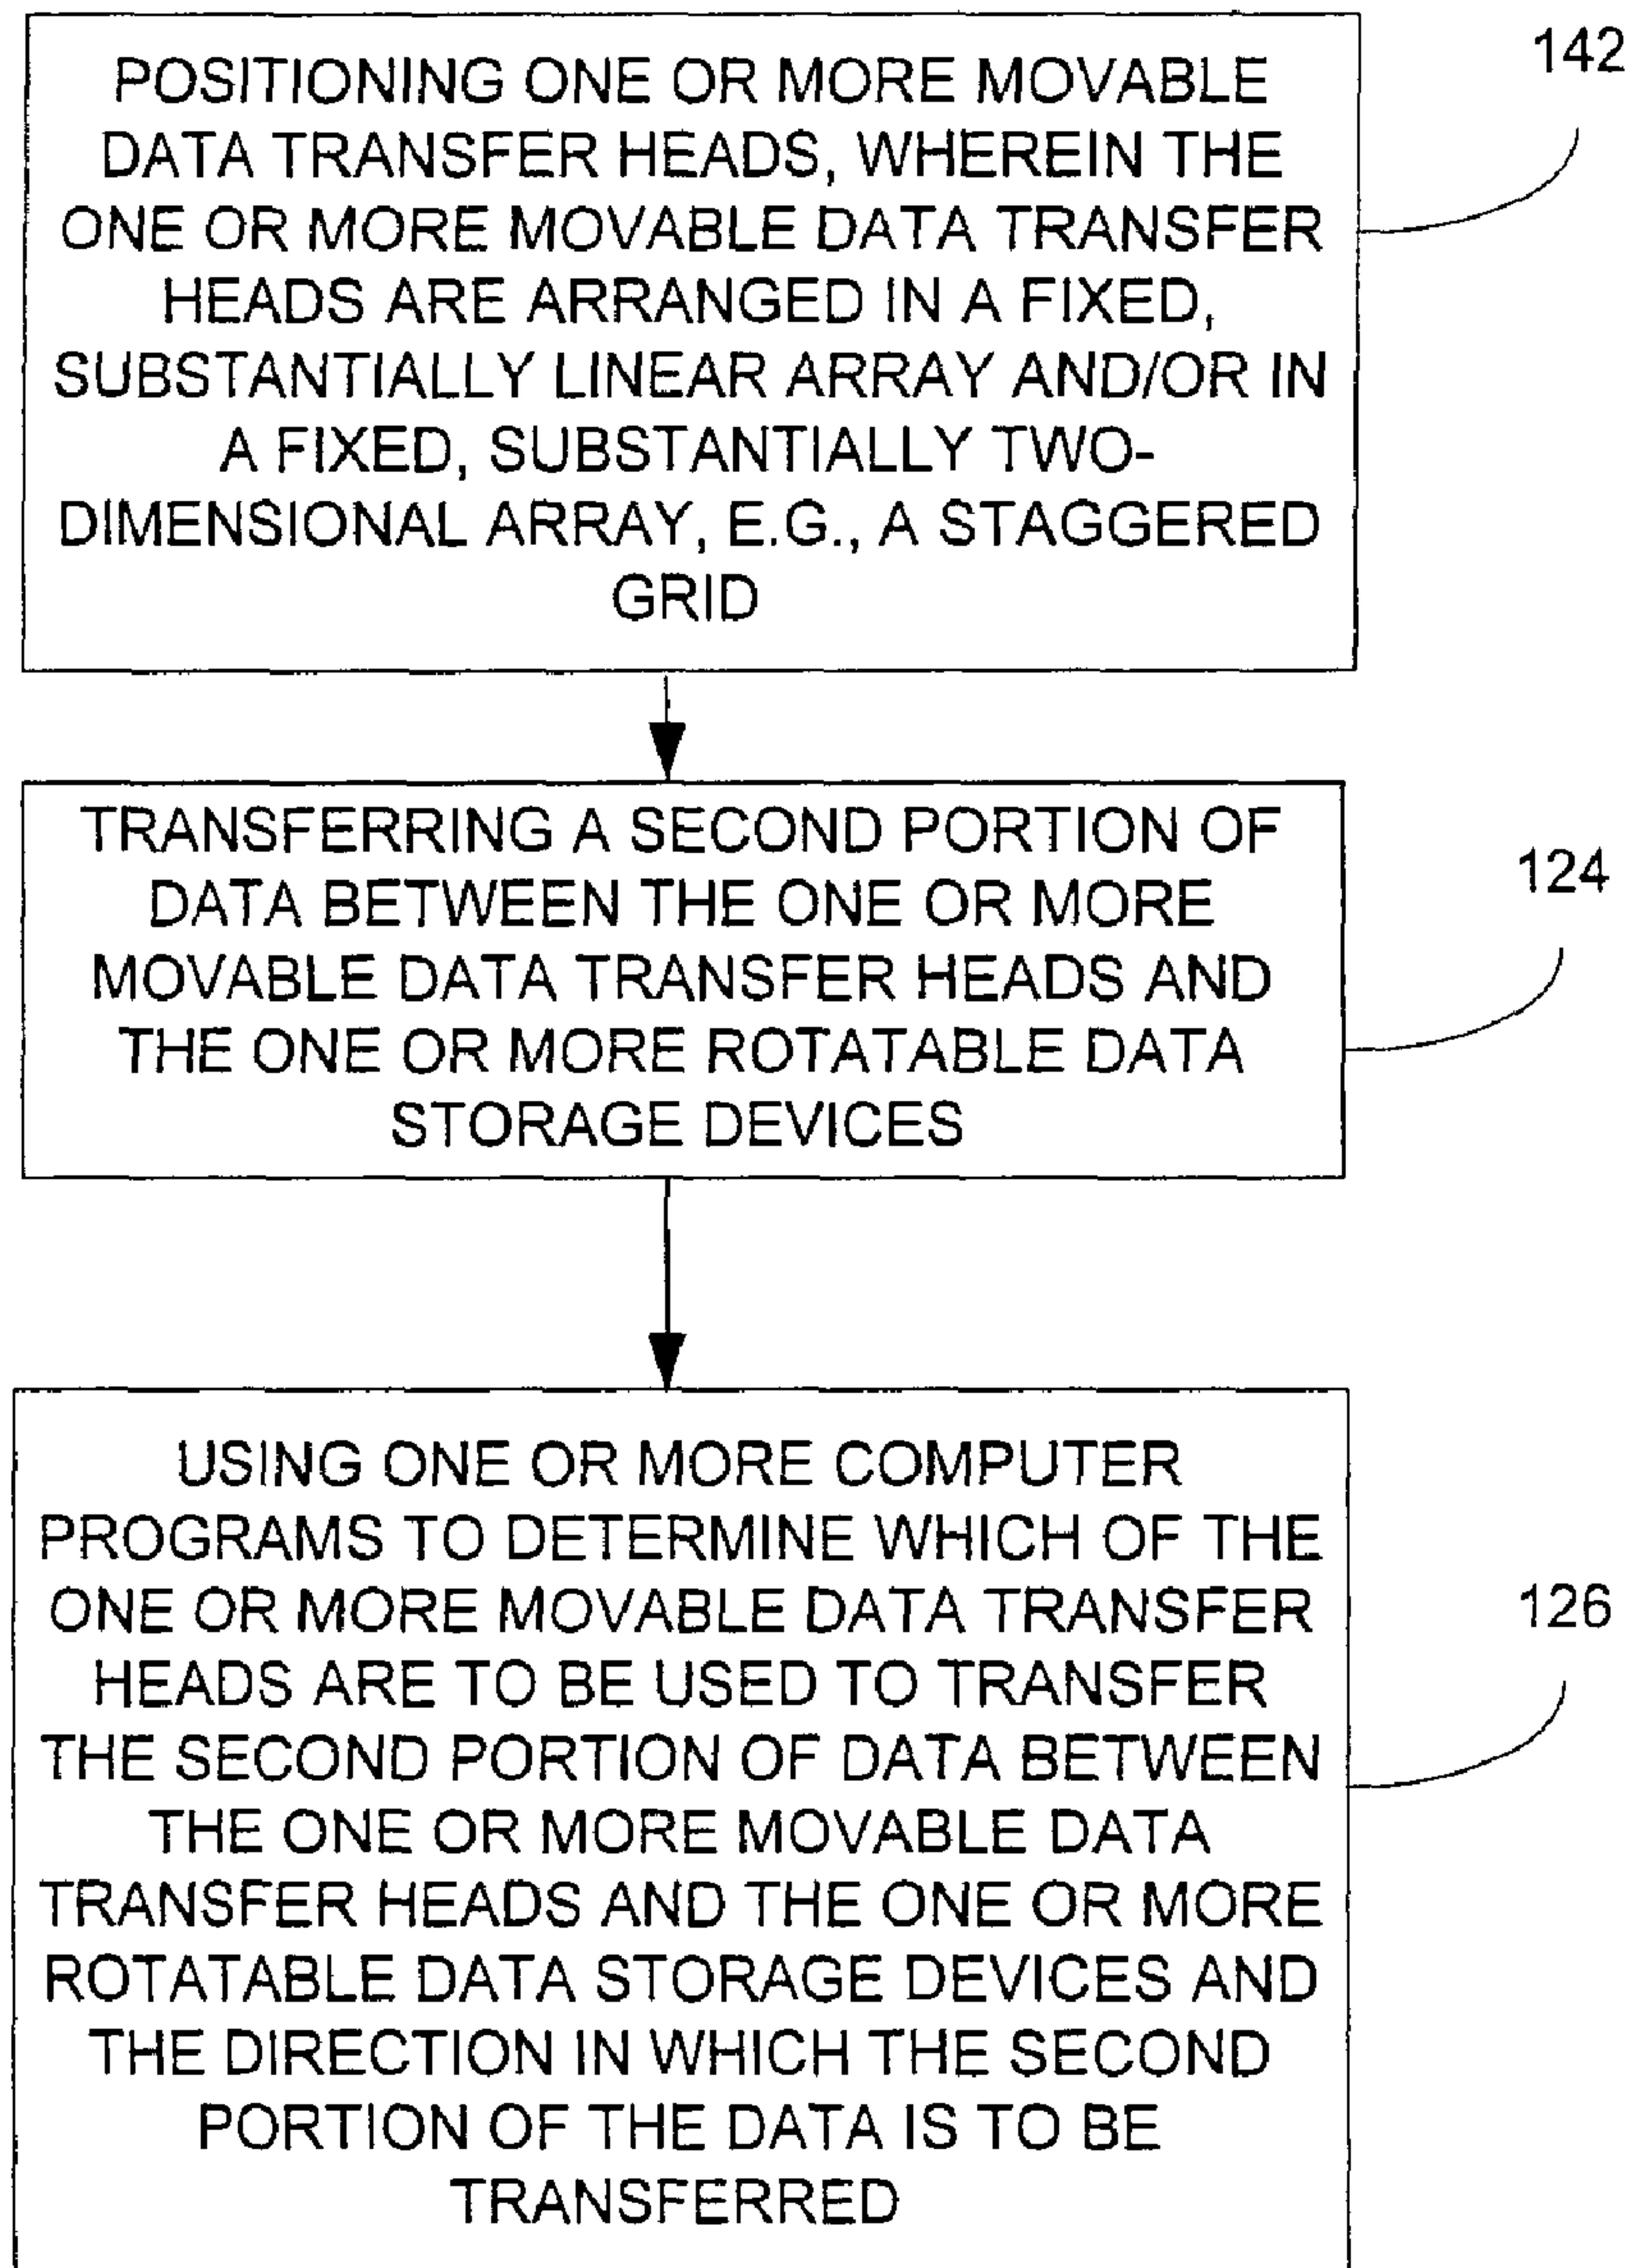 POSITIONING ONE OR MORE MOVABLE
DATA TRANSFER HEADS, WHEREIN THE
ONE OR MORE MOVABLE DATA TRANSFER
HEADS ARE ARRANGED IN A FIXED,
SUBSTANTIALLY LINEAR ARRAY AND/OR IN
A FIXED, SUBSTANTIALLY TWO-
DIMENSIONAL ARRAY, E.G., A STAGGERED
GRID
142
TRANSFERRING A SECOND PORTION OF
DATA BETWEEN THE ONE OR MORE
MOVABLE DATA TRANSFER HEADS AND
THE ONE OR MORE ROTATABLE DATA
STORAGE DEVICES
124
USING ONE OR MORE COMPUTER
PROGRAMS TO DETERMINE WHICH OF THE
ONE OR MORE MOVABLE DATA TRANSFER
HEADS ARE TO BE USED TO TRANSFER
THE SECOND PORTION OF DATA BETWEEN
THE ONE OR MORE MOVABLE DATA
TRANSFER HEADS AND THE ONE OR MORE
ROTATABLE DATA STORAGE DEVICES AND
THE DIRECTION IN WHICH THE SECOND
PORTION OF THE DATA IS TO BE
TRANSFERRED
126